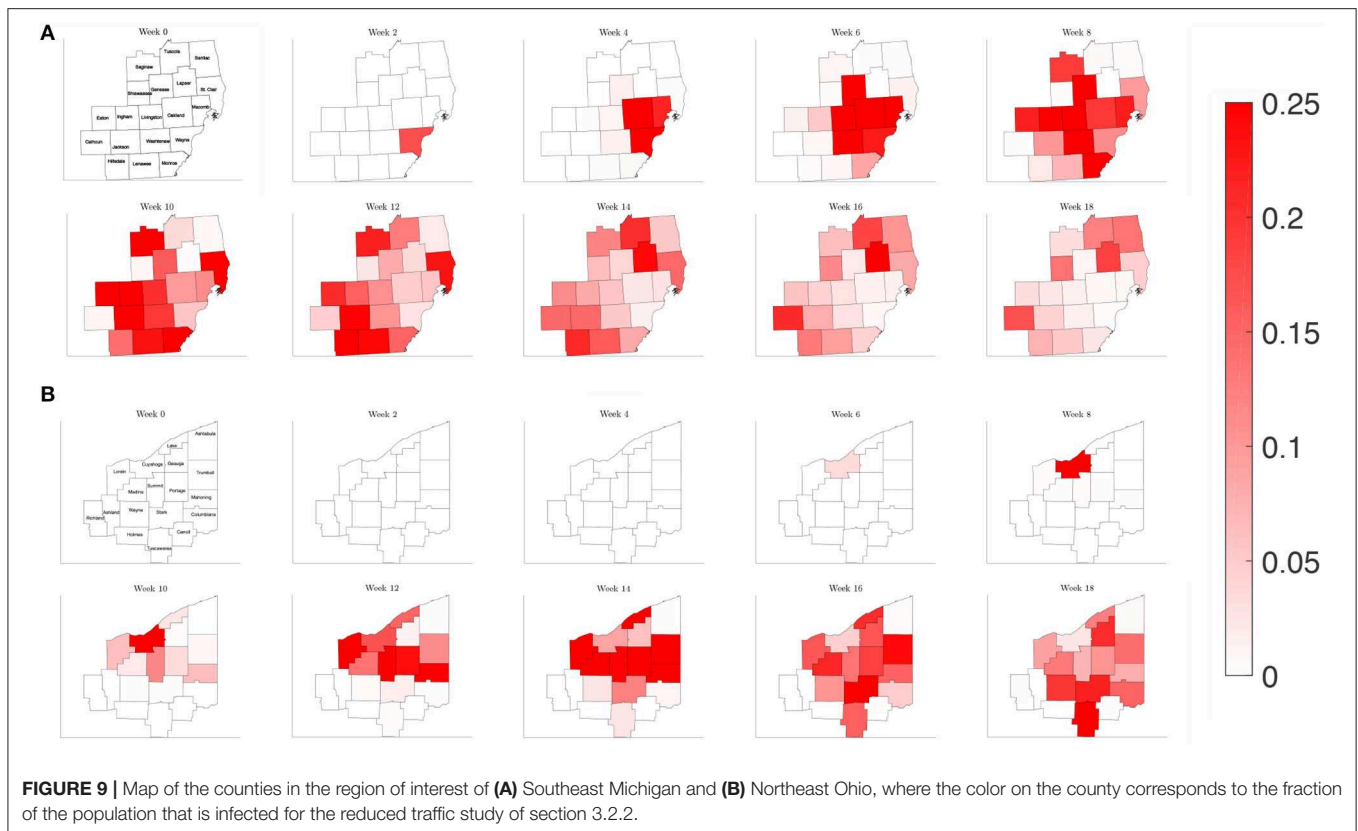 A
Week 0
Week 2
Week 4
Week 6
Week 8
Tuscola
Sanilac
Saginaw
Lapeer
Genesee
Shiawassee
St. Clair
Macomb
Eaton
Ingham
Livingston
Oakland
Calhoun
Jackson
Washtenaw
Wayne
Hillsdale
Lenawee
Monroe
Week 10
Week 12
Week 14
Week 16
Week 18
B
Week 0
Week 2
Week 4
Week 6
Week 8
Ashtabula
Lake
Cuyahoga
Geauga
Lorain
Trumbull
Summit
Medina
Portage
Mahoning
Ashland
Wayne
Stark
Columbiana
Richland
Holmes
Carroll
Tuscarawas
Week 10
Week 12
Week 14
Week 16
Week 18
0.25
0.2
0.15
0.1
0.05
0
FIGURE 9 | Map of the counties in the region of interest of (A) Southeast Michigan and (B) Northeast Ohio, where the color on the county corresponds to the fraction
of the population that is infected for the reduced traffic study of section 3.2.2.